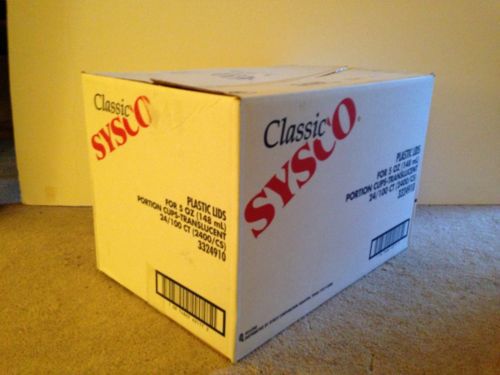 Classic
SYSCO
PLASTIC LIDS
FOR 5 OZ (148 mL)
PORTION CUPS-TRANSLUCENT
24/100 CT (2400/CS)
3324910
Classic
SYSCO
PLASTIC LIDS
FOR 5 OZ (148 mL)
PORTION CUPS-TRANSLUCENT
24/100 CT (2400/CS)
3324910